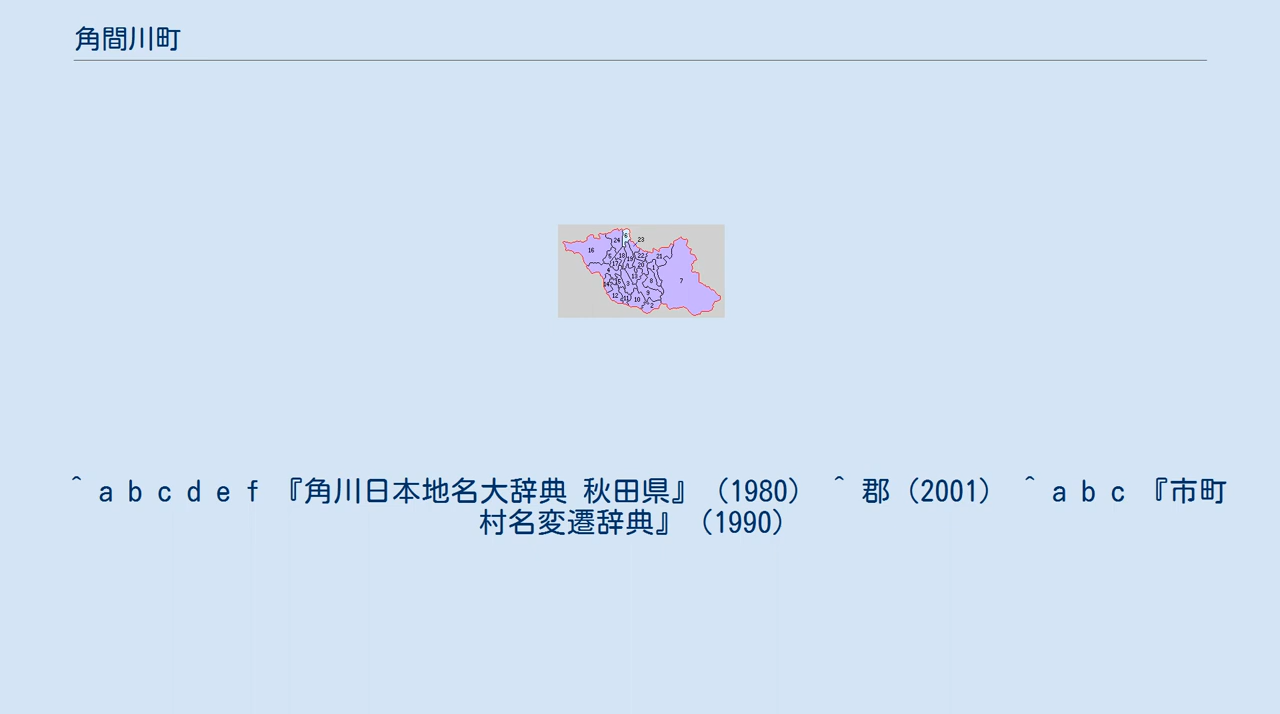 角間川町
^ a b c d e f 『角川日本地名大辞典 秋田県』（1980） ^ 郡（2001） ^ a b c 『市町
村名変遷辞典』（1990）